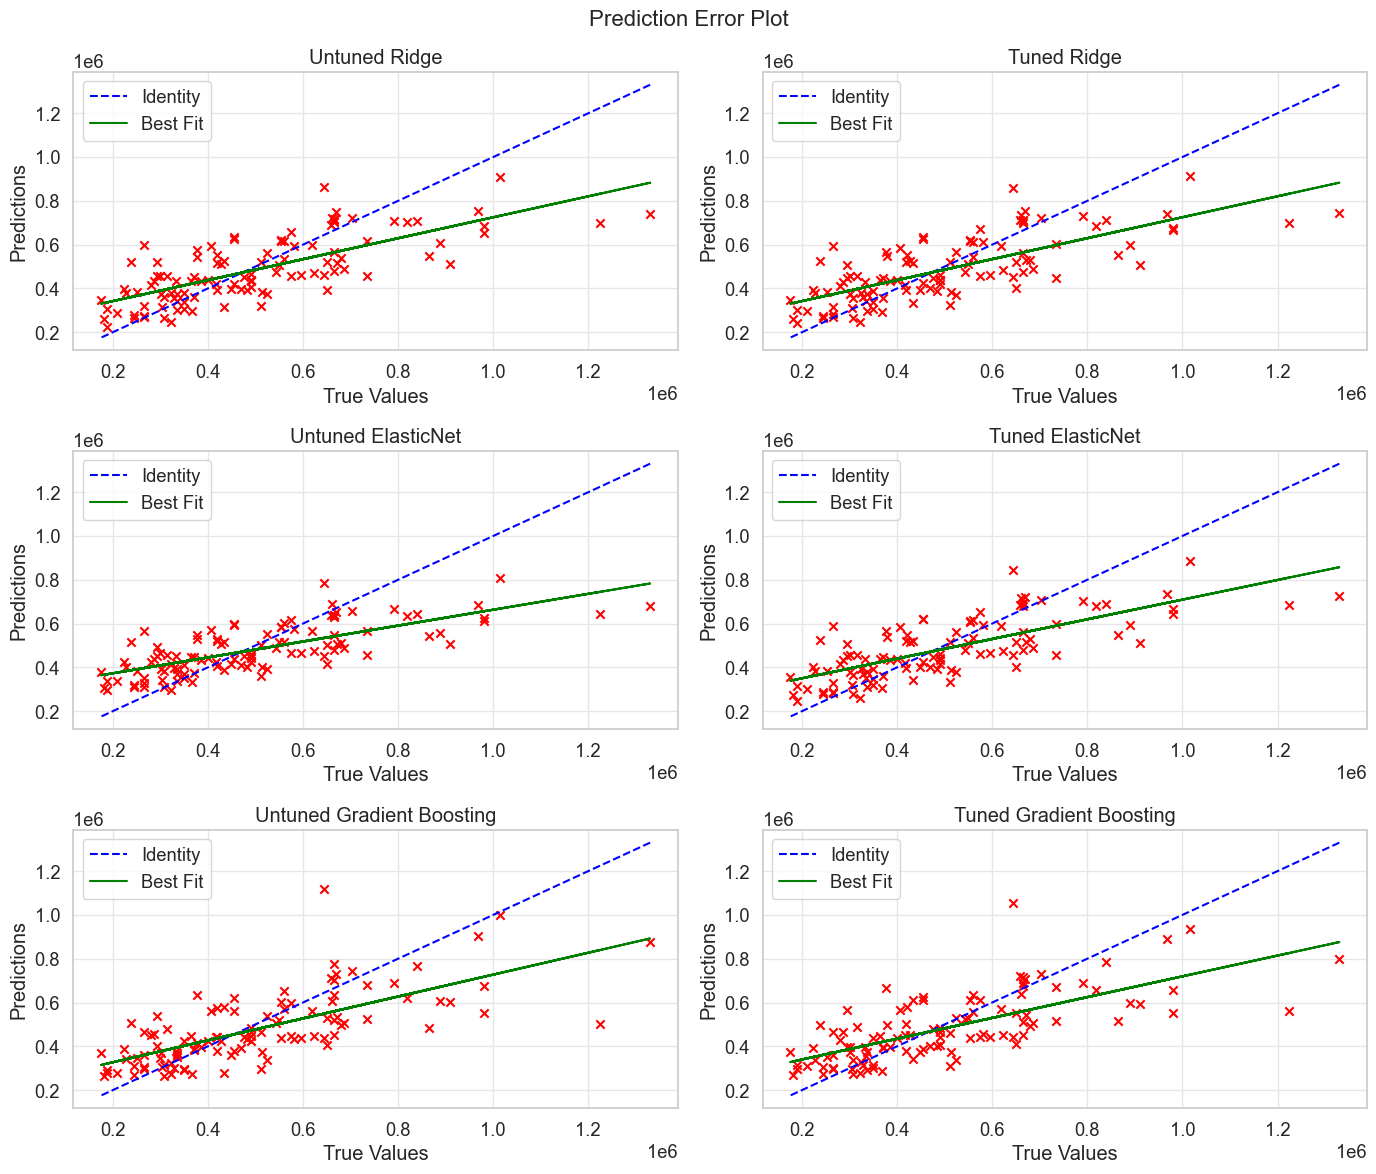 Prediction Error Plot
Untuned Ridge
1e6
Identity
Best Fit
Predictions
1.2
1.0
0.8
0.6
0.4
0.2
0.2 0.4 0.6 0.8 1.0 1.2
True Values
1e6
Tuned Ridge
1e6
Identity
Best Fit
Predictions
1.2
1.0
0.8
0.6
0.4
0.2
0.2 0.4 0.6 0.8 1.0 1.2
True Values
1e6
Untuned ElasticNet
1e6
Identity
Best Fit
Predictions
1.2
1.0
0.8
0.6
0.4
0.2
0.2 0.4 0.6 0.8 1.0 1.2
True Values
1e6
Tuned ElasticNet
1e6
Identity
Best Fit
Predictions
1.2
1.0
0.8
0.6
0.4
0.2
0.2 0.4 0.6 0.8 1.0 1.2
True Values
1e6
Untuned Gradient Boosting
1e6
Identity
Best Fit
Predictions
1.2
1.0
0.8
0.6
0.4
0.2
0.2 0.4 0.6 0.8 1.0 1.2
True Values
1e6
Tuned Gradient Boosting
1e6
Identity
Best Fit
Predictions
1.2
1.0
0.8
0.6
0.4
0.2
0.2 0.4 0.6 0.8 1.0 1.2
True Values
1e6